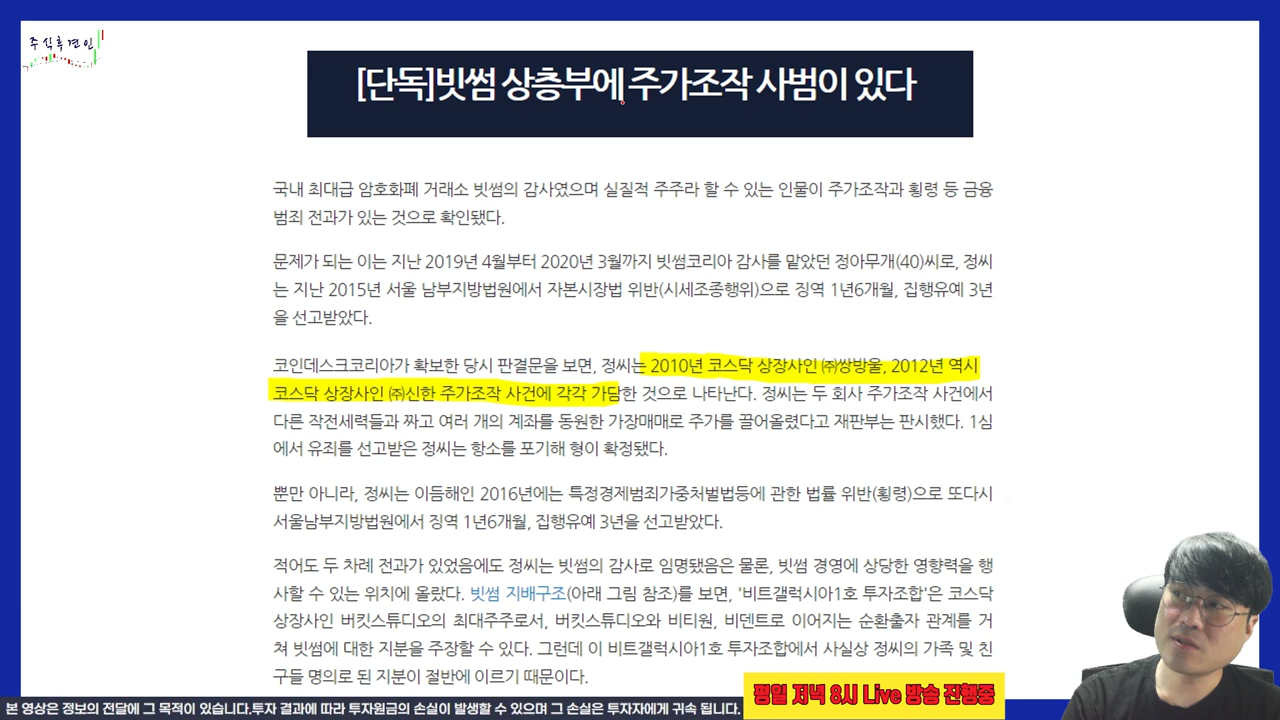 주식후견인
[단독]빗썸 상층부에 주가조작 사범이 있다
국내 최대급 암호화폐 거래소 빗썸의 감사였으며 실질적 주주라 할 수 있는 인물이 주가조작과 횡령 등 금융
범죄 전과가 있는 것으로 확인됐다.
문제가 되는 이는 지난 2019년 4월부터 2020년 3월까지 빗썸코리아 감사를 맡았던 정아무개(40)씨로, 정씨
는 지난 2015년 서울 남부지방법원에서 자본시장법 위반(시세조종행위)으로 징역 1년6개월, 집행유예 3년
을 선고받았다.
코인데스크코리아가 확보한 당시 판결문을 보면, 정씨는 2010년 코스닥 상장사인 ㈜쌍방울, 2012년 역시
코스닥 상장사인 ㈜신한 주가조작 사건에 각각 가담한 것으로 나타난다. 정씨는 두 회사 주가조작 사건에서
다른 작전세력들과 짜고 여러 개의 계좌를 동원한 가장매매로 주가를 끌어올렸다고 재판부는 판시했다. 1심
에서 유죄를 선고받은 정씨는 항소를 포기해 형이 확정됐다.
뿐만 아니라, 정씨는 이듬해인 2016년에는 특정경제범죄가중처벌법등에 관한 법률 위반(횡령)으로 또다시
서울남부지방법원에서 징역 1년6개월, 집행유예 3년을 선고받았다.
적어도 두 차례 전과가 있었음에도 정씨는 빗썸의 감사로 임명됐음은 물론, 빗썸 경영에 상당한 영향력을 행
사할 수 있는 위치에 올랐다. 빗썸 지배구조(아래 그림 참조)를 보면, '비트갤럭시아1호 투자조합'은 코스닥
상장사인 버킷스튜디오의 최대주주로서, 버킷스튜디오와 비티원, 비덴트로 이어지는 순환출자 관계를 거
쳐 빗썸에 대한 지분을 주장할 수 있다. 그런데 이 비트갤럭시아1호 투자조합에서 사실상 정씨의 가족 및 친
구들 명의로 된 지분이 절반에 이르기 때문이다.
본 영상은 정보의 전달에 그 목적이 있습니다.투자 결과에 따라 투자원금의 손실이 발생할 수 있으며 그 손실은 투자자에게 귀속 됩니다.
평일 저녁 8시 Live 방송 진행중